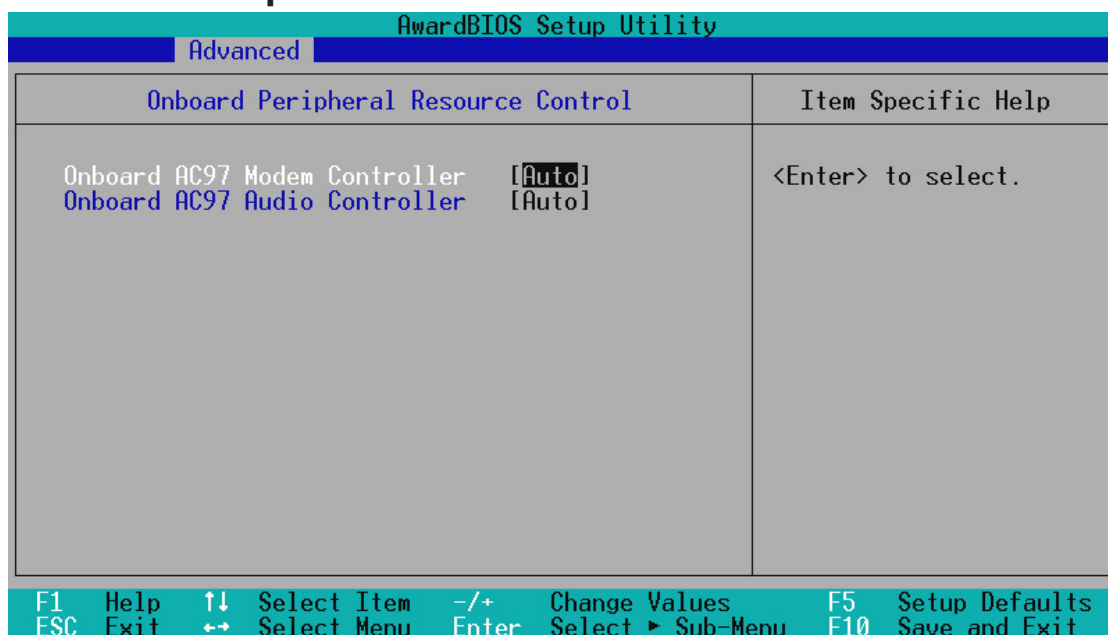 AwardBIOS Setup Utility
Advanced
Onboard Peripheral Resource Control
Item Specific Help
Onboard AC97 Modem Controller [Auto]
Onboard AC97 Audio Controller [Auto]
<Enter> to select.
F1 Help ↑↓ Select Item -/+ Change Values F5 Setup Defaults
ESC Exit ←→ Select Menu Enter Select ► Sub-Menu F10 Save and Exit